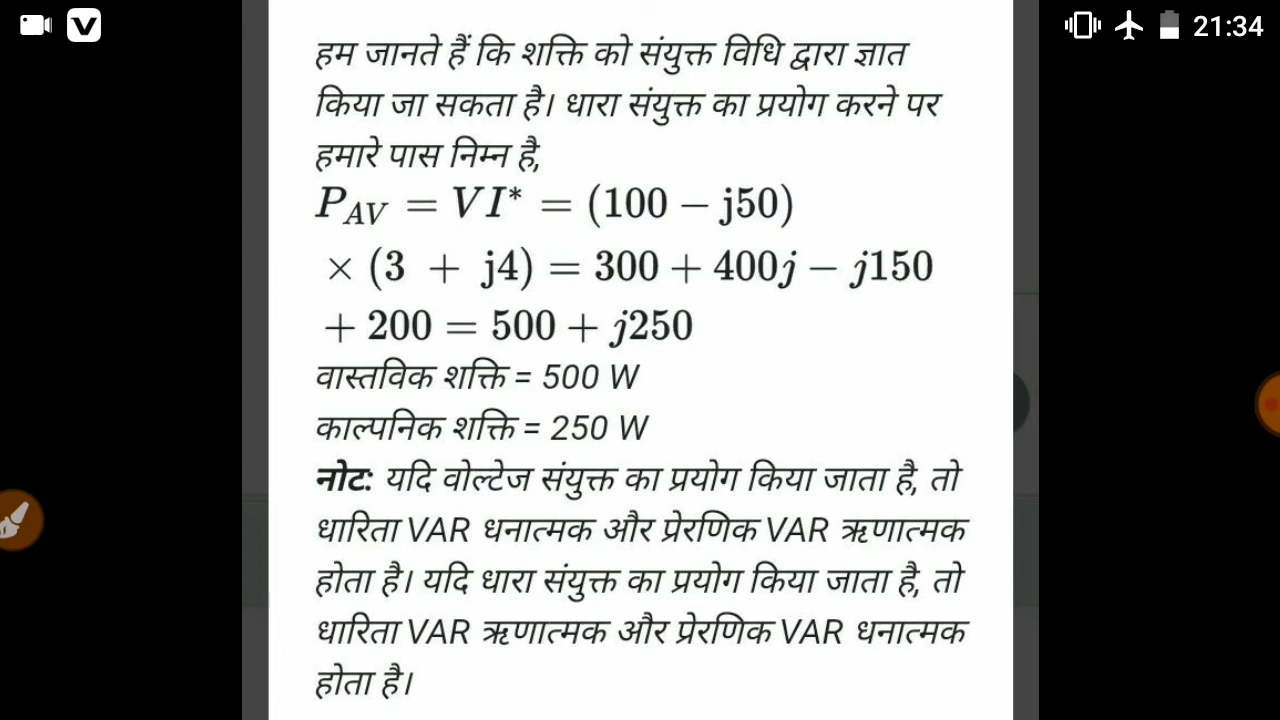 V
21:34
हम जानते हैं कि शक्ति को संयुक्त विधि द्वारा ज्ञात
किया जा सकता है। धारा संयुक्त का प्रयोग करने पर
हमारे पास निम्न है,
P_{AV} = VI* = (100 − j50)
× (3 + j4) = 300 + 400j − j150
+ 200 = 500 + j250
वास्तविक शक्ति = 500 W
काल्पनिक शक्ति = 250 W
नोट: यदि वोल्टेज संयुक्त का प्रयोग किया जाता है, तो
धारिता VAR धनात्मक और प्रेरणिक VAR ऋणात्मक
होता है। यदि धारा संयुक्त का प्रयोग किया जाता है, तो
धारिता VAR ऋणात्मक और प्रेरणिक VAR धनात्मक
होता है।